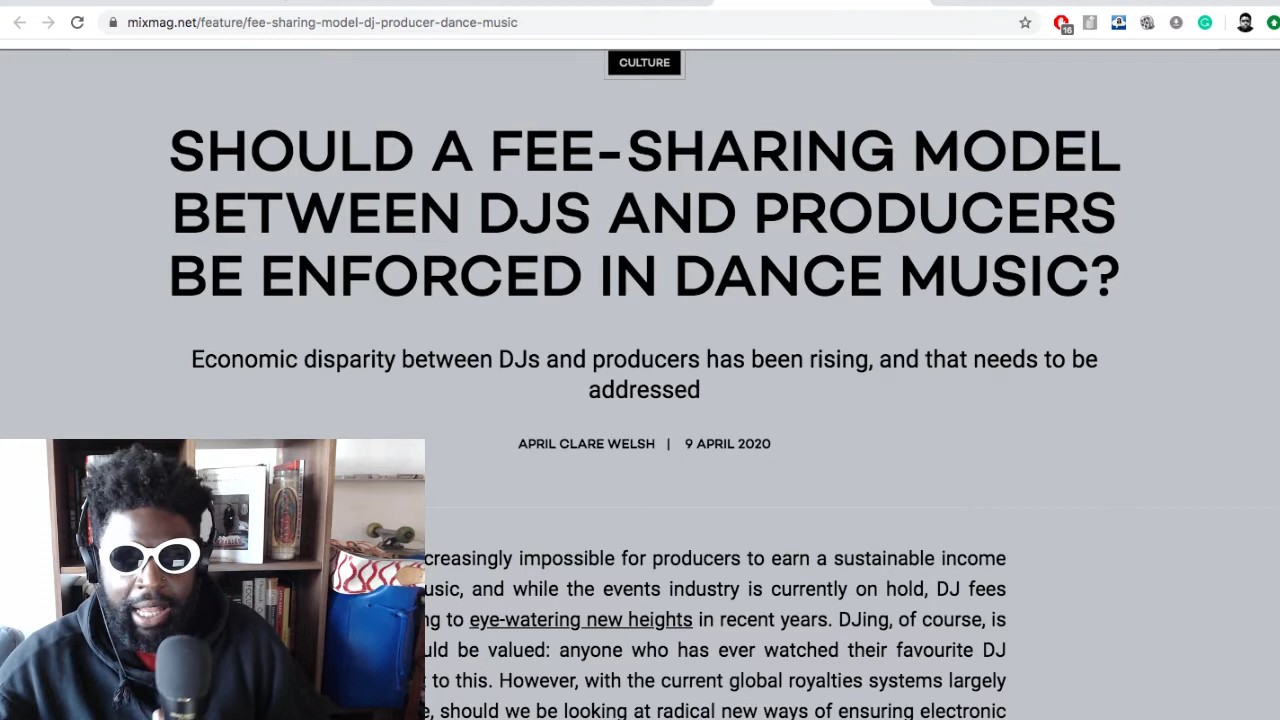 mixmag.net/feature/fee-sharing-model-dj-producer-dance-music
16
CULTURE
SHOULD A FEE-SHARING MODEL
BETWEEN DJS AND PRODUCERS
BE ENFORCED IN DANCE MUSIC?
Economic disparity between DJs and producers has been rising, and that needs to be
addressed
APRIL CLARE WELSH | 9 APRIL 2020
creasingly impossible for producers to earn a sustainable income
usic, and while the events industry is currently on hold, DJ fees
ng to eye-watering new heights in recent years. DJing, of course, is
uld be valued: anyone who has ever watched their favourite DJ
t to this. However, with the current global royalties systems largely
e, should we be looking at radical new ways of ensuring electronic